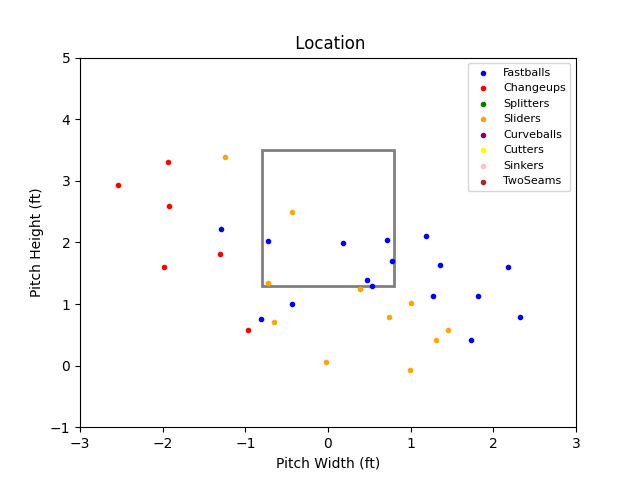 Location
Pitch Height (ft)
5
4
3
2
1
0
−1
Fastballs
Changeups
Splitters
Sliders
Curveballs
Cutters
Sinkers
TwoSeams
−3
−2
−1
0
1
2
3
Pitch Width (ft)